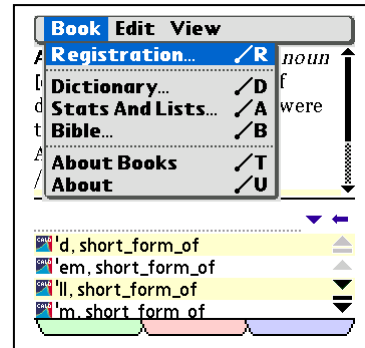 Book Edit View
Registration... /R
noun
Dictionary... /D
Stats And Lists... /A
were
Bible... /B
About Books /T
About /U
'd, short_form_of
'em, short_form_of
'll, short_form_of
'm, short_form_of